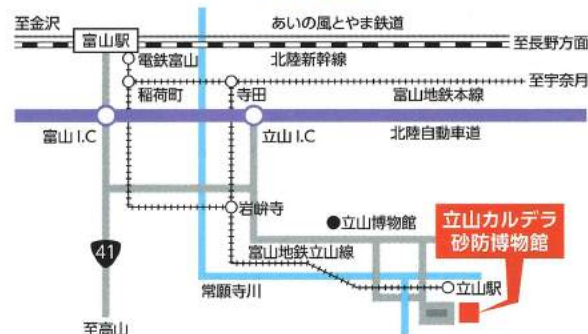 至金沢
あいの風とやま鉄道
富山駅
至長野方面
電鉄富山
北陸新幹線
至宇奈月
稲荷町
寺田
富山地鉄本線
富山I.C
立山I.C
北陸自動車道
岩峅寺
立山博物館
立山カルデラ
砂防博物館
41
富山地鉄立山線
立山駅
常願寺川
至高山